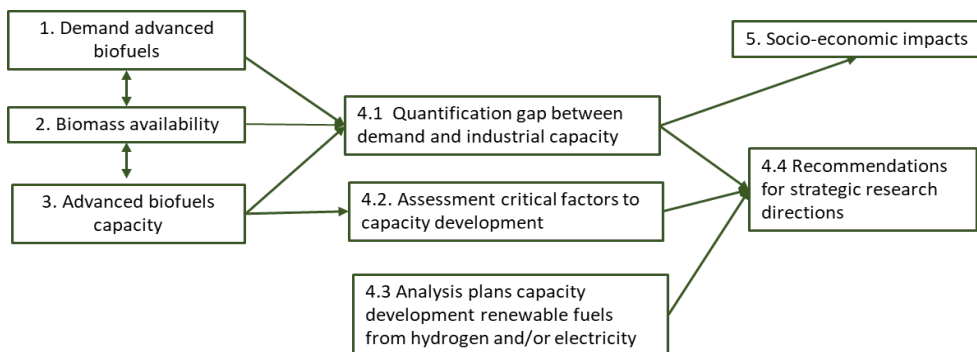 1. Demand advanced
biofuels
2. Biomass availability
3. Advanced biofuels
capacity
4.1  Quantification gap between
demand and industrial capacity
4.2. Assessment critical factors to
capacity development
4.3 Analysis plans capacity
development renewable fuels
from hydrogen and/or electricity
5. Socio-economic impacts
4.4 Recommendations
for strategic research
directions